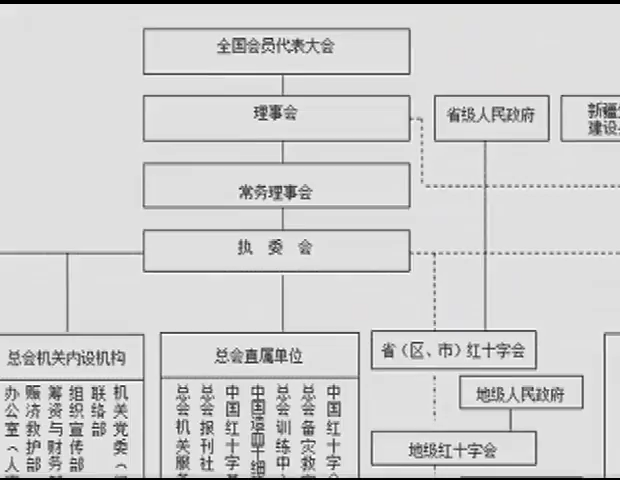 全国会员代表大会
理事会
省级人民政府
新疆
建设
常务理事会
执 委 会
总会机关内设机构
总会直属单位
省（区、市）红十字会
地级人民政府
地级红十字会
办公室（人
赈济救护部
筹资与财务
组织宣传部
联络部
机关党委（
总会机关服
总会报刊社
中国红十字
总会训练中
总会备灾救
中国红十字